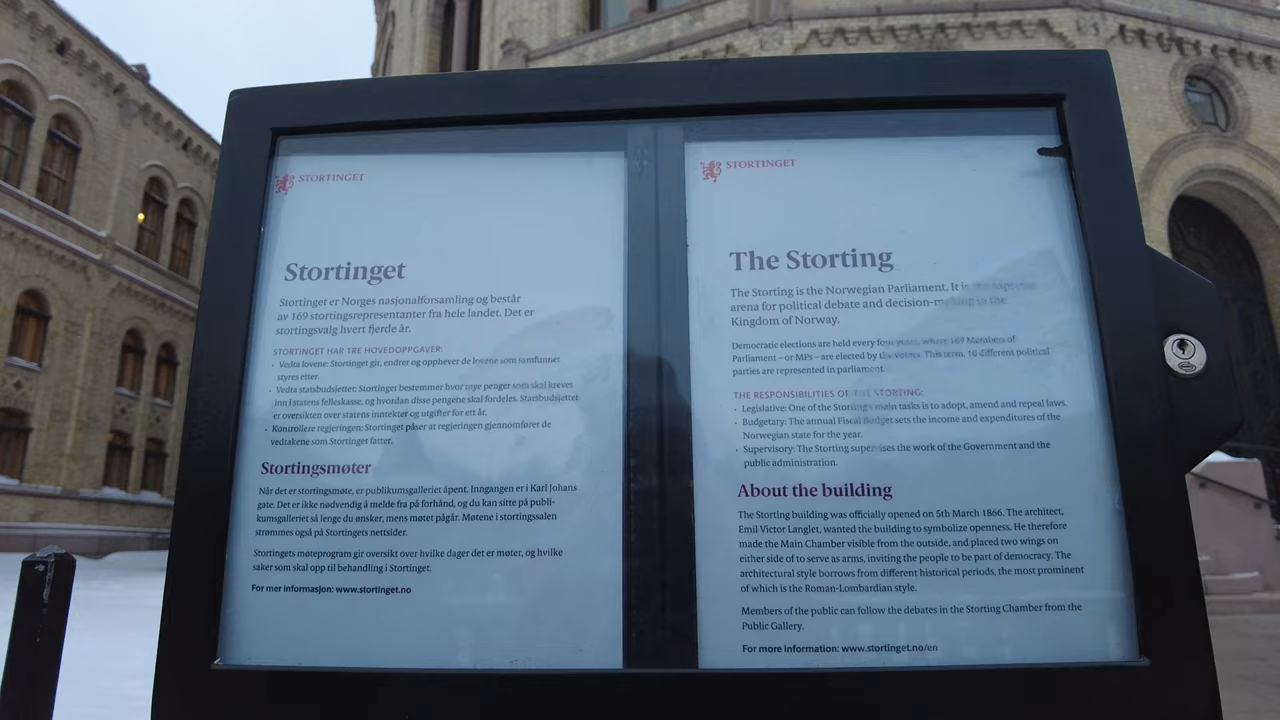 STORTINGET
Stortinget
Stortinget er Norges nasjonalforsamling og består
av 169 stortingsrepresentanter fra hele landet. Det er
stortingsvalg hvert fjerde år.
STORTINGET HAR TRE HOVEDOPPGAVER:
• Vedta lovene: Stortinget gir, endrer og opphever de lovene som samfunnet
styres etter.
• Vedta statsbudsjettet: Stortinget bestemmer hvor mye penger som skal kreves
inn i statens felleskasse, og hvordan disse pengene skal fordeles. Statsbudsjettet
er oversikten over statens inntekter og utgifter for ett år.
• Kontrollere regjeringen: Stortinget påser at regjeringen gjennomfører de
vedtakene som Stortinget fatter.
Stortingsmøter
Når det er stortingsmøte, er publikumsgalleriet åpent. Inngangen er i Karl Johans
gate. Det er ikke nødvendig å melde fra på forhånd, og du kan sitte på publi-
kumsgalleriet så lenge du ønsker, mens møtet pågår. Møtene i stortingssalen
strømmes også på Stortingets nettsider.
Stortingets møteprogram gir oversikt over hvilke dager det er møter, og hvilke
saker som skal opp til behandling i Stortinget.
For mer informasjon: www.stortinget.no
STORTINGET
The Storting
The Storting is the Norwegian Parliament. It is the supreme
arena for political debate and decision-making in the
Kingdom of Norway.
Democratic elections are held every four years, where 169 Members of
Parliament – or MPs – are elected by the voters. This term, 10 different political
parties are represented in parliament.
THE RESPONSIBILITIES OF THE STORTING:
• Legislative: One of the Storting's main tasks is to adopt, amend and repeal laws.
• Budgetary: The annual Fiscal Budget sets the income and expenditures of the
Norwegian state for the year.
• Supervisory: The Storting supervises the work of the Government and the
public administration.
About the building
The Storting building was officially opened on 5th March 1866. The architect,
Emil Victor Langlet, wanted the building to symbolize openness. He therefore
made the Main Chamber visible from the outside, and placed two wings on
either side of to serve as arms, inviting the people to be part of democracy. The
architectural style borrows from different historical periods, the most prominent
of which is the Roman-Lombardian style.
Members of the public can follow the debates in the Storting Chamber from the
Public Gallery.
For more information: www.stortinget.no/en